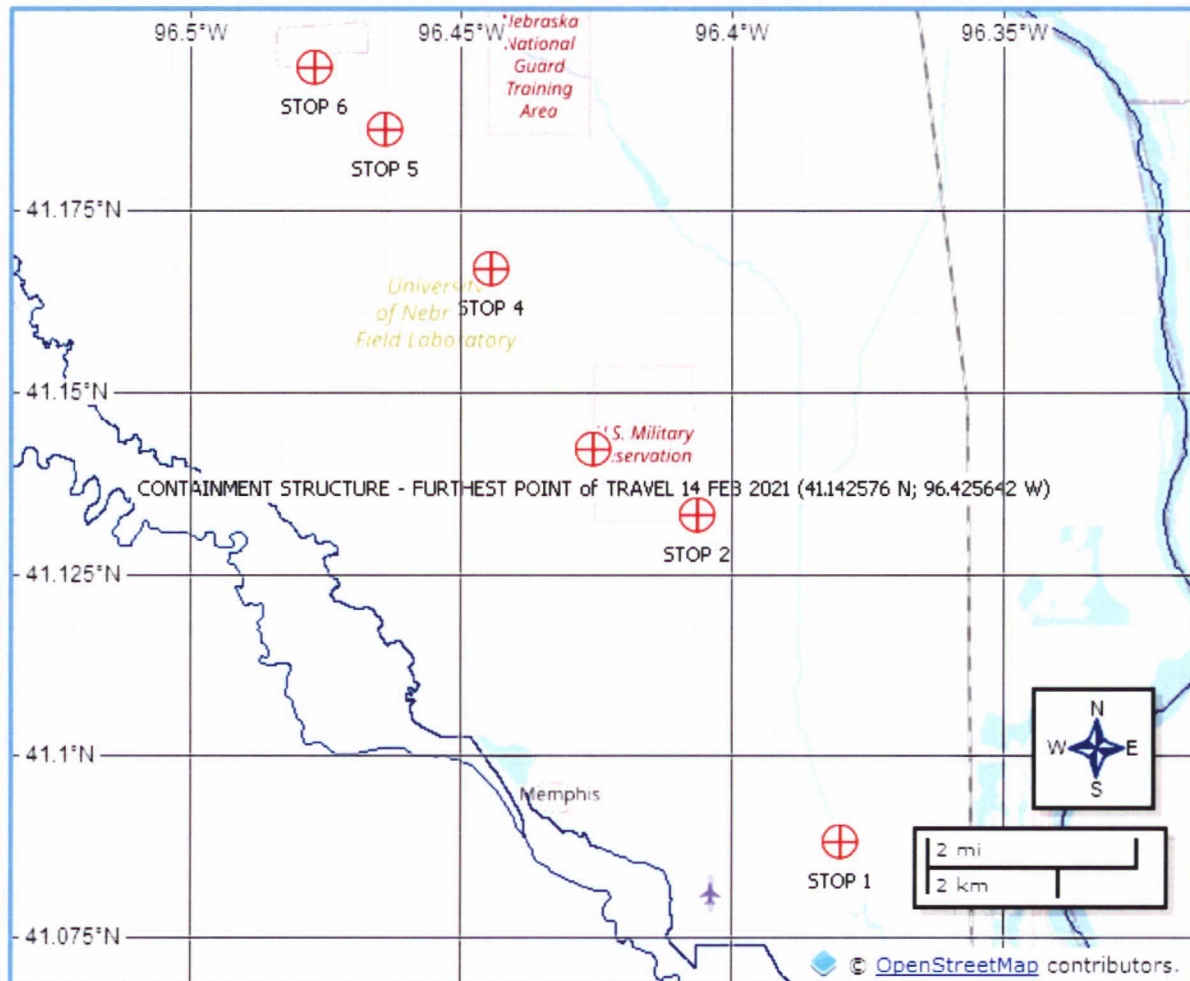 96.5°W 96.45°W 96.4°W 96.35°W
Nebraska
National
Guard
Training
Area
STOP 6
STOP 5
41.175°N
University
of Nebr
Field Laboratory
STOP 4
41.15°N
U.S. Military
servation
CONTAINMENT STRUCTURE - FURTHEST POINT of TRAVEL 14 FEB 2021 (41.142576 N; 96.425642 W)
STOP 2
41.125°N
41.1°N
Memphis
N
W E
S
STOP 1
2 mi
2 km
41.075°N
© OpenStreetMap contributors.